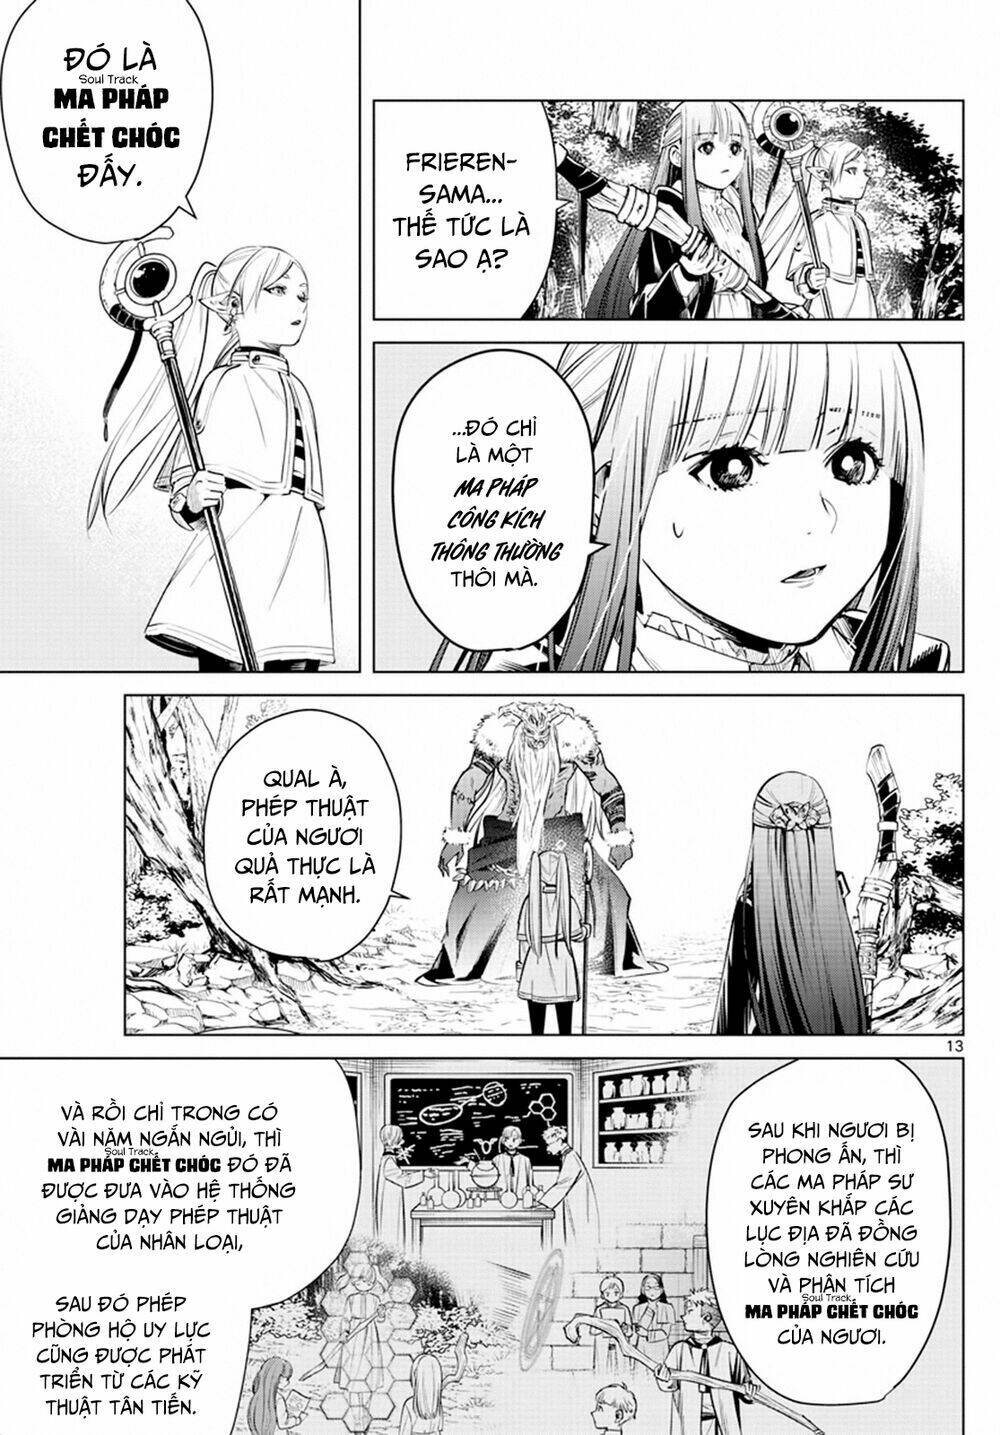 FRIEREN-
SAMA...
THẾ TỨC LÀ
SAO Ạ?
ĐÓ LÀ
Soul Track
MA PHÁP
CHẾT CHÓC
ĐẤY.
...ĐÓ CHỈ
LÀ MỘT
MA PHÁP
CÔNG KÍCH
THÔNG THƯỜNG
THÔI MÀ.
QUAL À,
PHÉP THUẬT
CỦA NGƯƠI
QUẢ THỰC LÀ
RẤT MẠNH.
13
SAU KHI NGƯƠI BỊ
PHONG ẤN, THÌ
CÁC MA PHÁP SƯ
XUYÊN KHẮP CÁC
LỤC ĐỊA ĐÃ ĐỒNG
LÒNG NGHIÊN CỨU
VÀ PHÂN TÍCH
Soul Track
MA PHÁP CHẾT CHÓC
CỦA NGƯƠI.
VÀ RỒI CHỈ TRONG CÓ
VÀI NĂM NGẮN NGỦI, THÌ
Soul Track
MA PHÁP CHẾT CHÓC ĐÓ ĐÃ
ĐƯỢC ĐƯA VÀO HỆ THỐNG
GIẢNG DẠY PHÉP THUẬT
CỦA NHÂN LOẠI,
SAU ĐÓ PHÉP
PHÒNG HỘ UY LỰC
CŨNG ĐƯỢC PHÁT
TRIỂN TỪ CÁC KỸ
THUẬT TÂN TIẾN.